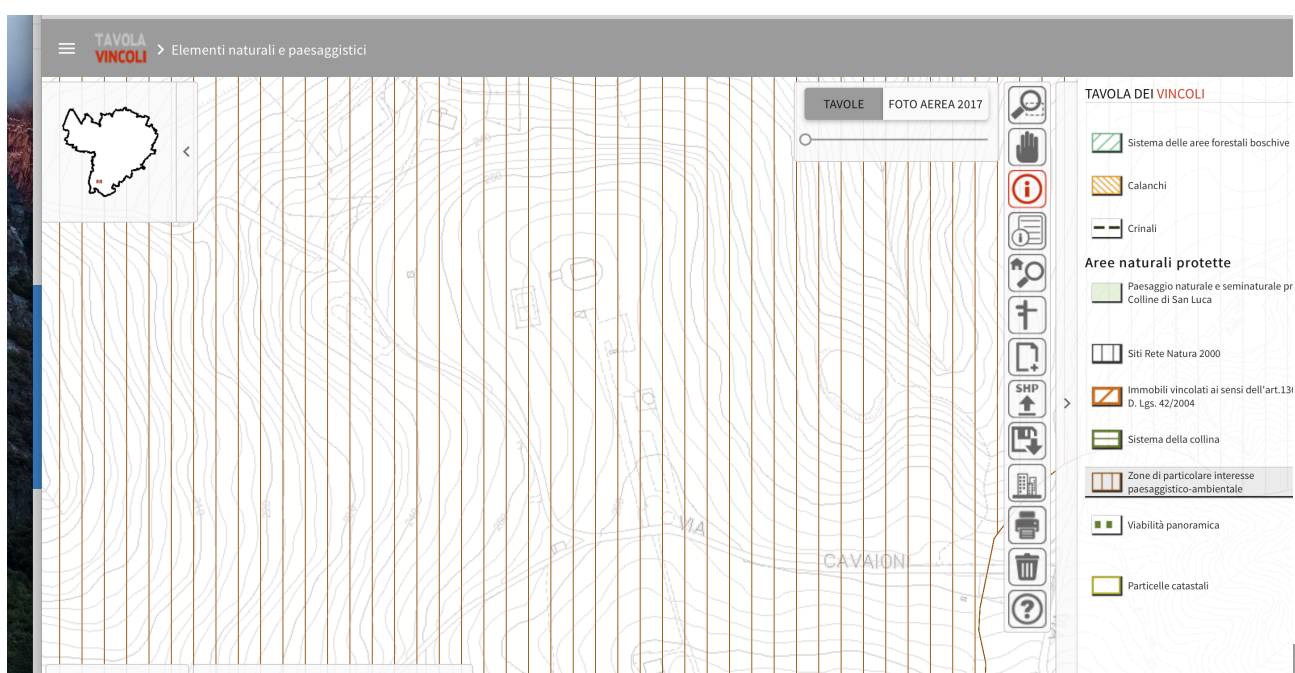 TAVOLA
VINCOLI
Elementi naturali e paesaggistici
TAVOLE
FOTO AEREA 2017
SHP
VIA
CAVAIONI
TAVOLA DEI VINCOLI
Sistema delle aree forestali boschive
Calanchi
Crinali
Aree naturali protette
Paesaggio naturale e seminaturale pr
Colline di San Luca
Siti Rete Natura 2000
Immobili vincolati ai sensi dell'art.136
D. Lgs. 42/2004
Sistema della collina
Zone di particolare interesse
paesaggistico-ambientale
Viabilità panoramica
Particelle catastali